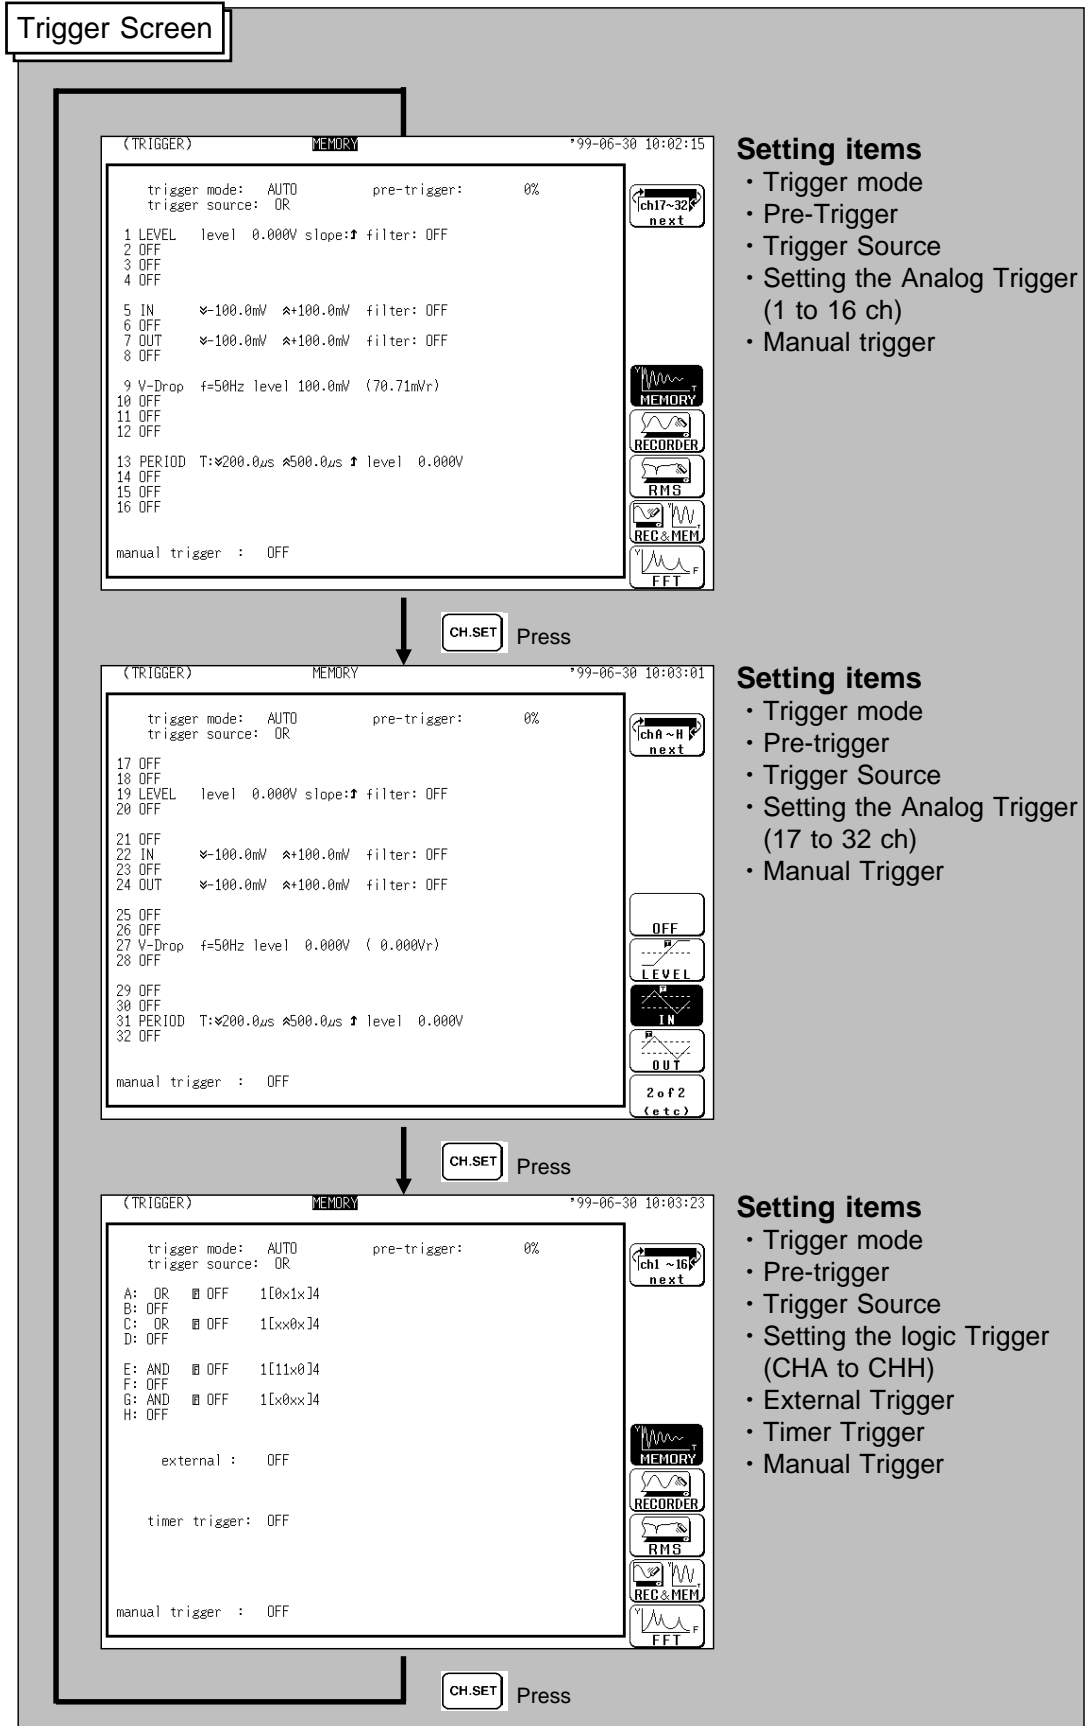 Trigger Screen
(TRIGGER) MEMORY '99-06-30 10:02:15
trigger mode: AUTO pre-trigger: 0%
trigger source: OR
1 LEVEL level 0.000V slope:↥ filter: OFF
2 OFF
3 OFF
4 OFF
5 IN ⨈-100.0mV ⨇+100.0mV filter: OFF
6 OFF
7 OUT ⨈-100.0mV ⨇+100.0mV filter: OFF
8 OFF
9 V-Drop f=50Hz level 100.0mV (70.71mVr)
10 OFF
11 OFF
12 OFF
13 PERIOD T:⨈200.0µs ⨇500.0µs ↥ level 0.000V
14 OFF
15 OFF
16 OFF
manual trigger : OFF
ch17~32
next
MEMORY
RECORDER
RMS
REC&MEM
FFT
Setting items
・Trigger mode
・Pre-Trigger
・Trigger Source
・Setting the Analog Trigger
(1 to 16 ch)
・Manual trigger
CH.SET Press
(TRIGGER) MEMORY '99-06-30 10:03:01
trigger mode: AUTO pre-trigger: 0%
trigger source: OR
17 OFF
18 OFF
19 LEVEL level 0.000V slope:↥ filter: OFF
20 OFF
21 OFF
22 IN ⨈-100.0mV ⨇+100.0mV filter: OFF
23 OFF
24 OUT ⨈-100.0mV ⨇+100.0mV filter: OFF
25 OFF
26 OFF
27 V-Drop f=50Hz level 0.000V ( 0.000Vr)
28 OFF
29 OFF
30 OFF
31 PERIOD T:⨈200.0µs ⨇500.0µs ↥ level 0.000V
32 OFF
manual trigger : OFF
chA~H
next
OFF
LEVEL
IN
OUT
2of2
(etc)
Setting items
・Trigger mode
・Pre-trigger
・Trigger Source
・Setting the Analog Trigger
(17 to 32 ch)
・Manual Trigger
CH.SET Press
(TRIGGER) MEMORY '99-06-30 10:03:23
trigger mode: AUTO pre-trigger: 0%
trigger source: OR
A: OR F OFF 1[0x1x]4
B: OFF
C: OR F OFF 1[xx0x]4
D: OFF
E: AND F OFF 1[11x0]4
F: OFF
G: AND F OFF 1[x0xx]4
H: OFF
external : OFF
timer trigger: OFF
manual trigger : OFF
ch1 ~16
next
MEMORY
RECORDER
RMS
REC&MEM
FFT
Setting items
・Trigger mode
・Pre-trigger
・Trigger Source
・Setting the logic Trigger
(CHA to CHH)
・External Trigger
・Timer Trigger
・Manual Trigger
CH.SET Press